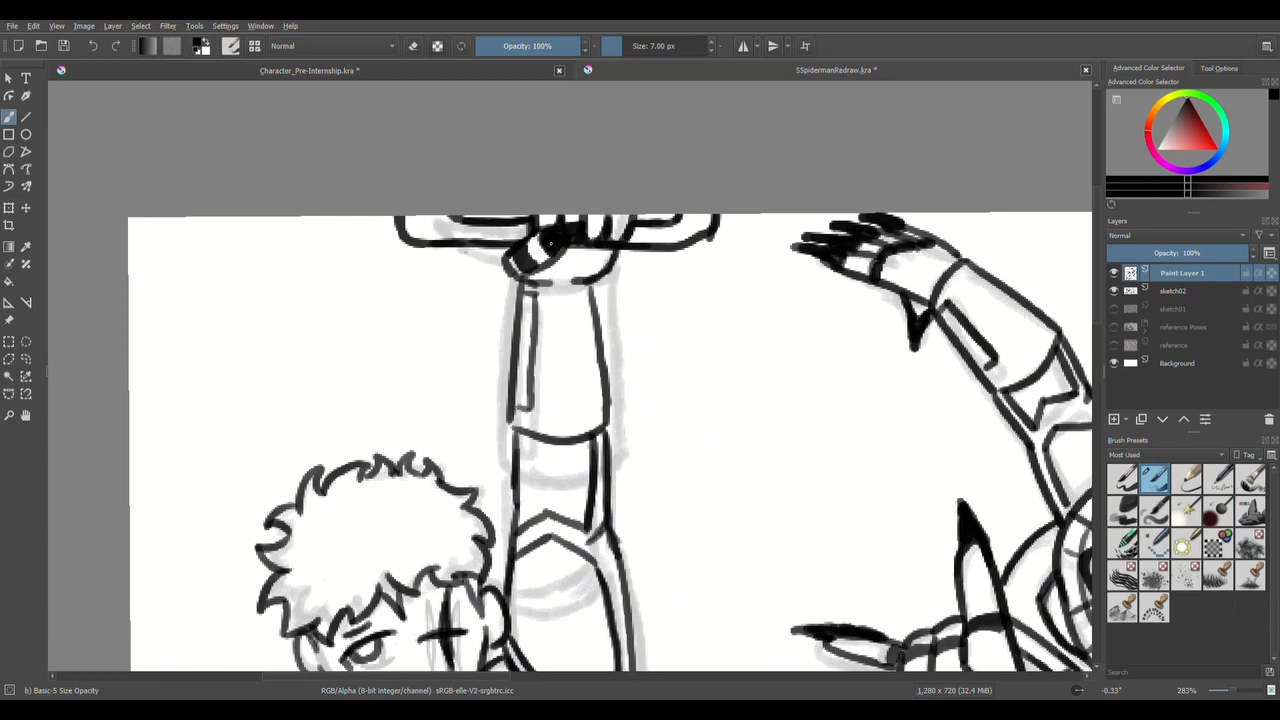 File Edit View Image Layer Select Filter Tools Settings Window Help
Normal Opacity: 100% Size: 7.00 px
Character_Pre-Internship.kra * SSpidermanRedraw.kra *
Advanced Color Selector Tool Options
Advanced Color Selector
Layers
Normal
Opacity: 100%
Paint Layer 1
sketch02
sketch01
reference Poses
reference
Background
Brush Presets
Most Used Tag
Search
b) Basic-5 Size Opacity RGB/Alpha (8-bit integer/channel) sRGB-elle-V2-srgbtrc.icc 1,280 x 720 (32.4 MiB) -0.33° 283%